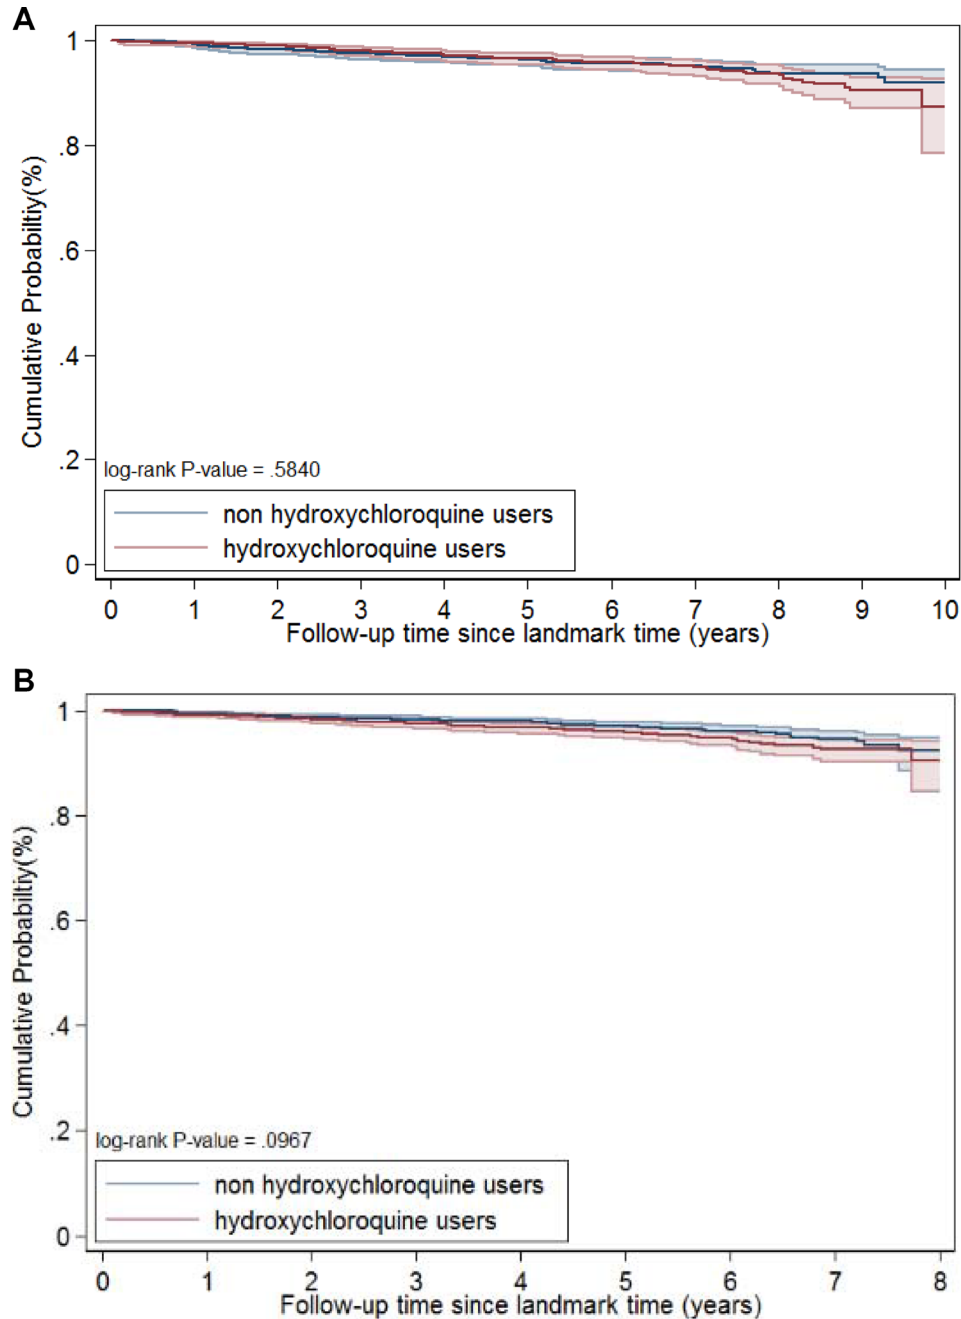 A
1
.8
.6
.4
.2
0
Cumulative Probabiltiy(%)
log-rank P-value = .5840
non hydroxychloroquine users
hydroxychloroquine users
0 1 2 3 4 5 6 7 8 9 10
Follow-up time since landmark time (years)
B
1
.8
.6
.4
.2
0
Cumulative Probabiltiy(%)
log-rank P-value = .0967
non hydroxychloroquine users
hydroxychloroquine users
0 1 2 3 4 5 6 7 8
Follow-up time since landmark time (years)